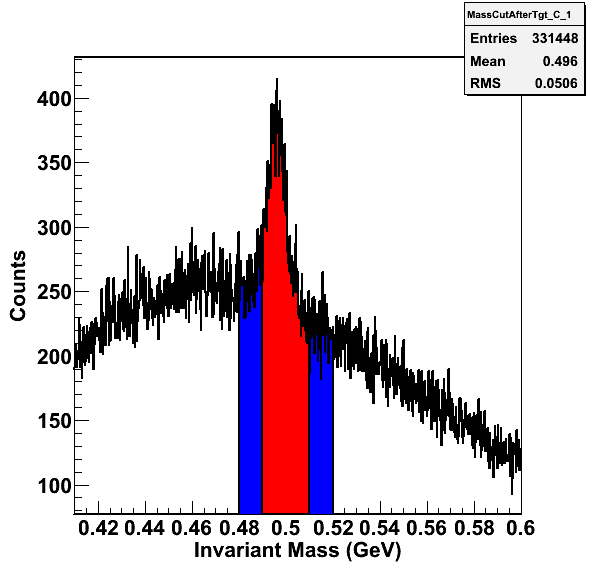 MassCutAfterTgt_C_1
Entries 331448
Mean 0.496
RMS 0.0506
400
350
300
250
200
150
100
Counts
0.42 0.44 0.46 0.48 0.5 0.52 0.54 0.56 0.58 0.6
Invariant Mass (GeV)